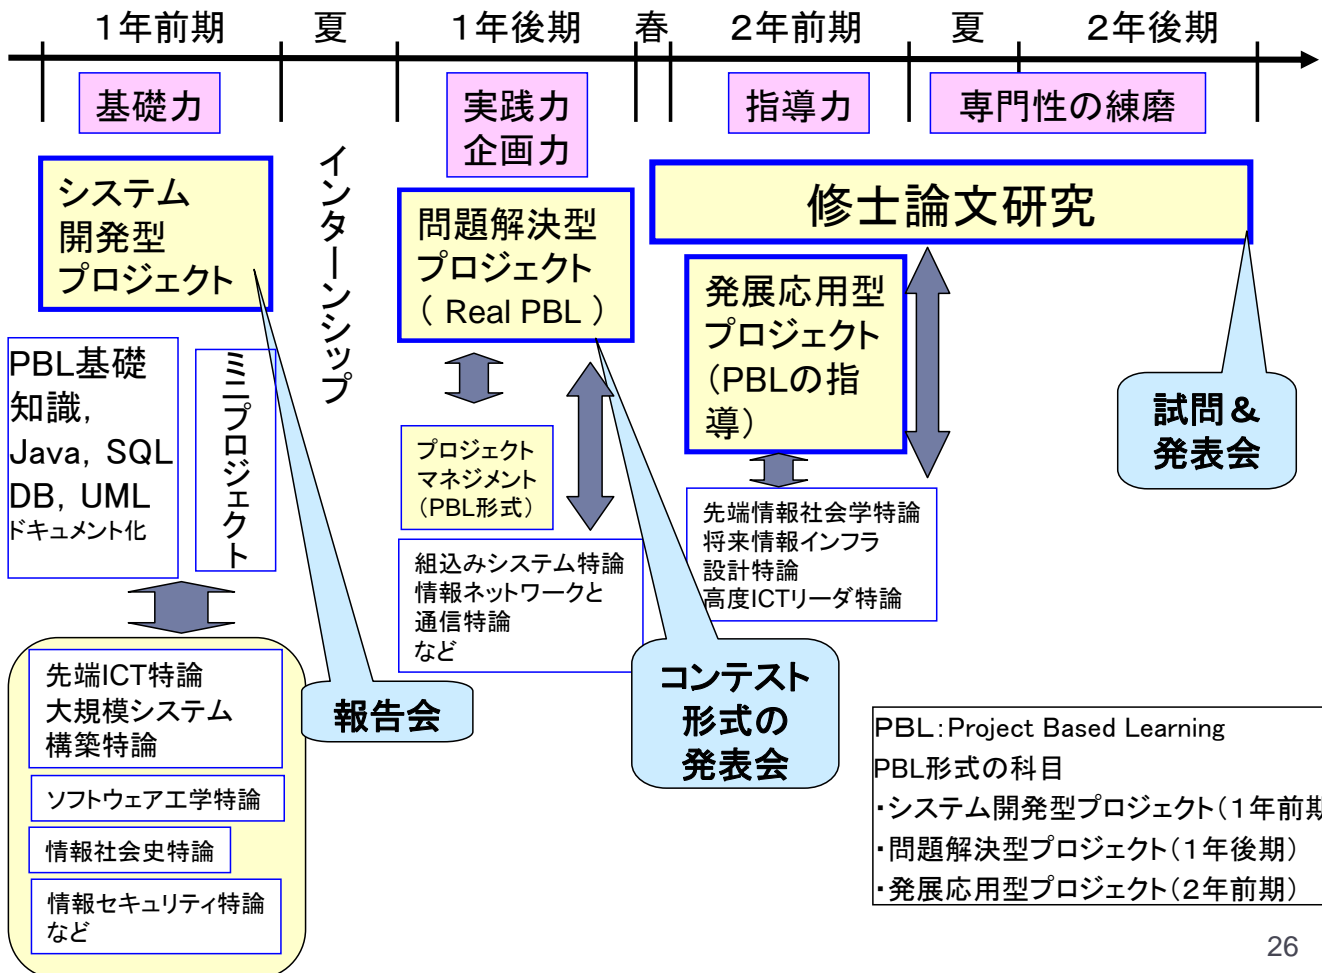 1年前期 夏 1年後期 春 2年前期 夏 2年後期
基礎力
実践力
企画力
指導力
専門性の練磨
システム
開発型
プロジェクト
インターンシップ
問題解決型
プロジェクト
( Real PBL )
修士論文研究
発展応用型
プロジェクト
(PBLの指
導)
PBL基礎
知識,
Java, SQL
DB, UML
ドキュメント化
ミニプロジェクト
プロジェクト
マネジメント
(PBL形式)
組込みシステム特論
情報ネットワークと
通信特論
など
先端情報社会学特論
将来情報インフラ
設計特論
高度ICTリーダ特論
試問&
発表会
先端ICT特論
大規模システム
構築特論
ソフトウェア工学特論
情報社会史特論
情報セキュリティ特論
など
報告会
コンテスト
形式の
発表会
PBL:Project Based Learning
PBL形式の科目
・システム開発型プロジェクト(1年前期
・問題解決型プロジェクト(1年後期)
・発展応用型プロジェクト(2年前期)
26